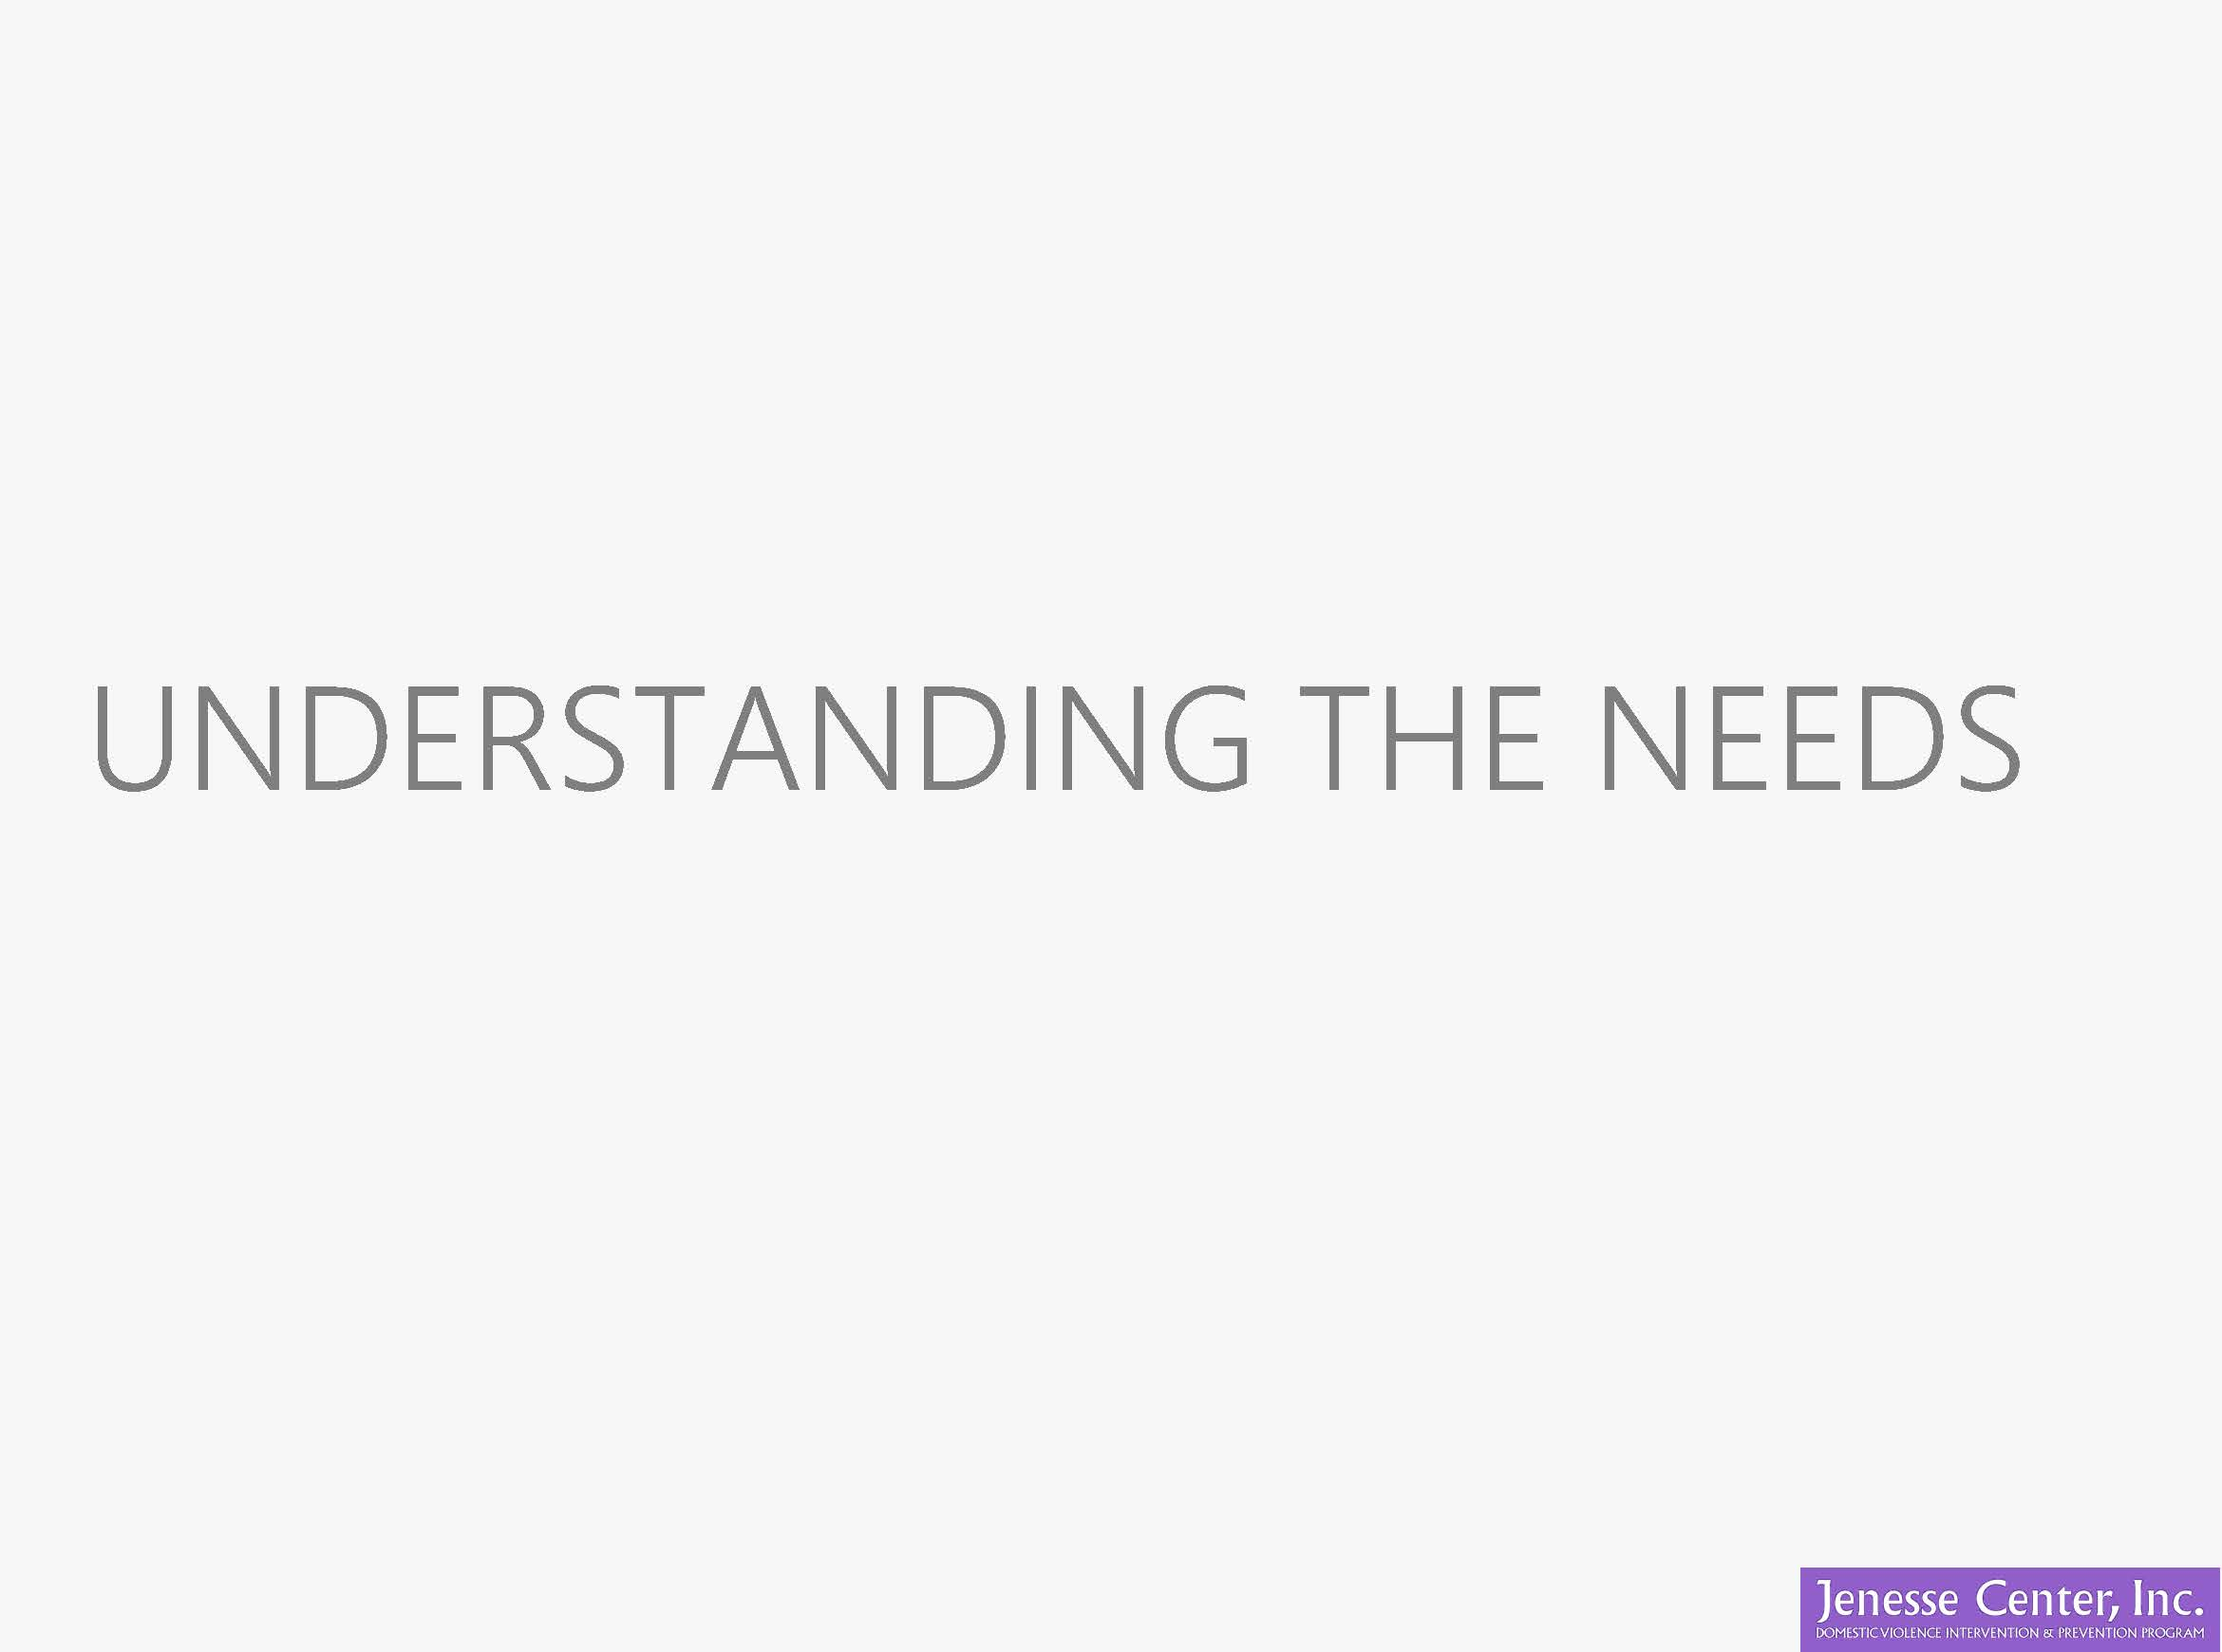 UNDERSTANDING THE NEEDS
Jenesse Center, Inc.
DOMESTIC VIOLENCE INTERVENTION & PREVENTION PROGRAM